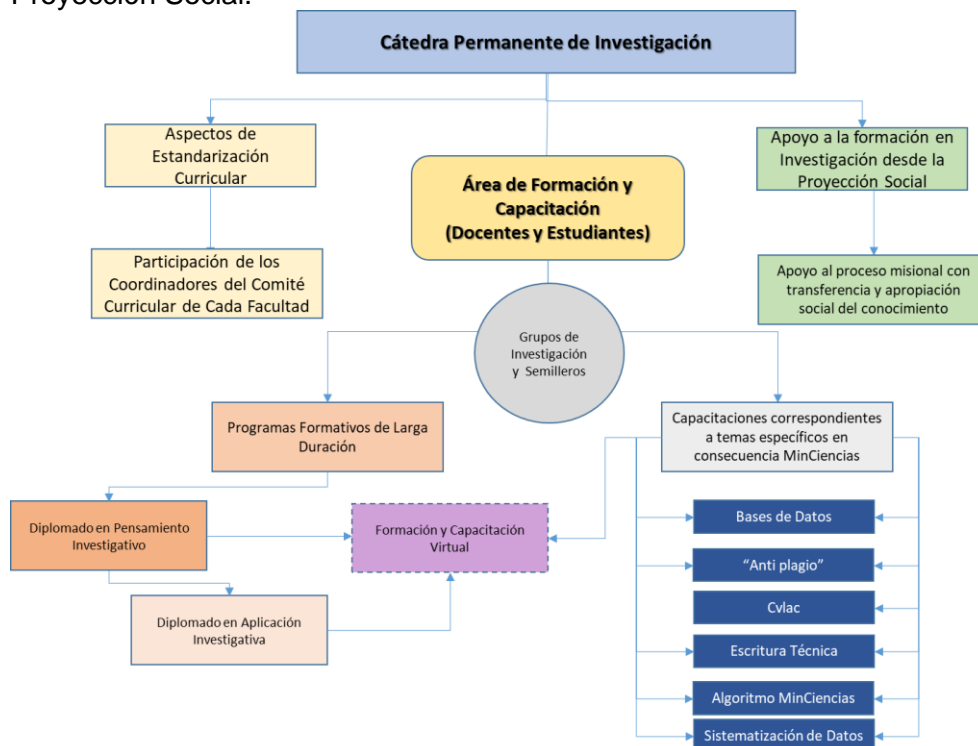 Proyección Social.
Cátedra Permanente de Investigación
Aspectos de
Estandarización
Curricular
Área de Formación y
Capacitación
(Docentes y Estudiantes)
Apoyo a la formación en
Investigación desde la
Proyección Social
Participación de los
Coordinadores del Comité
Curricular de Cada Facultad
Apoyo al proceso misional con
transferencia y apropiación
social del conocimiento
Grupos de
Investigación
y Semilleros
Programas Formativos de Larga
Duración
Capacitaciones correspondientes
a temas específicos en
consecuencia MinCiencias
Diplomado en Pensamiento
Investigativo
Formación y Capacitación
Virtual
Diplomado en Aplicación
Investigativa
Bases de Datos
“Anti plagio”
Cvlac
Escritura Técnica
Algoritmo MinCiencias
Sistematización de Datos